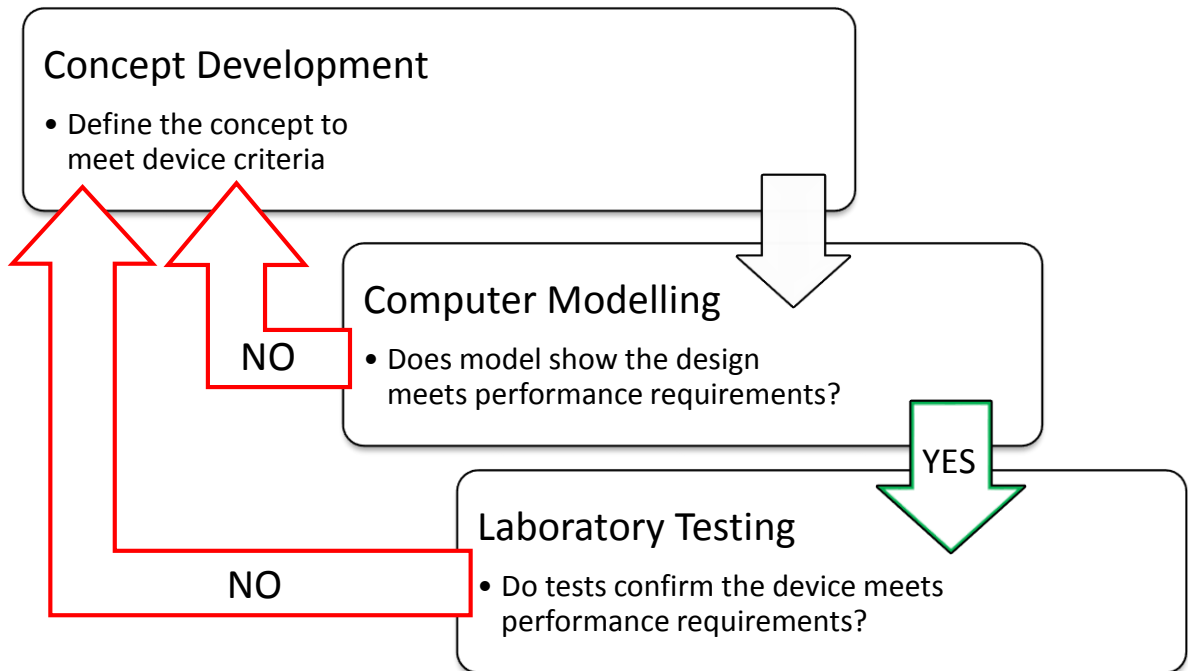 Concept Development
• Define the concept to
meet device criteria
Computer Modelling
• Does model show the design
meets performance requirements?
NO
YES
Laboratory Testing
• Do tests confirm the device meets
performance requirements?
NO